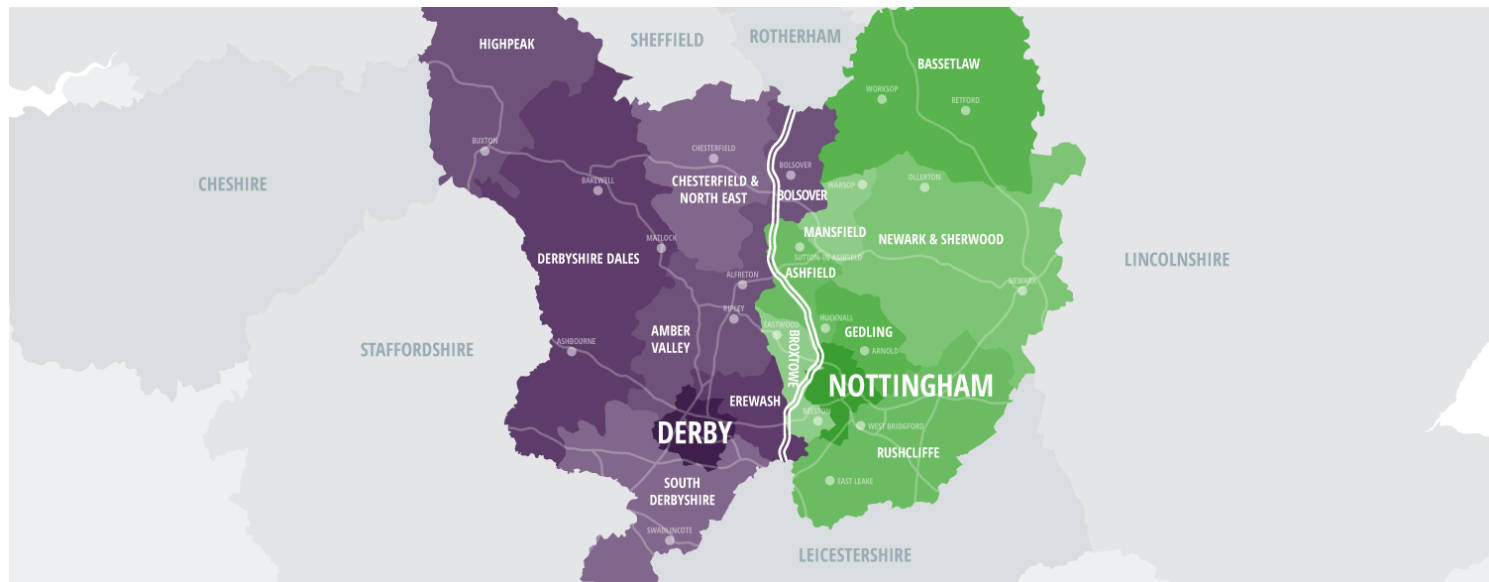 HIGHPEAK
SHEFFIELD
ROTHERHAM
BASSETLAW
WORKSOP
RETFORD
BUXTON
CHESTERFIELD
BOLSOVER
CHESHIRE
BAKEWELL
CHESTERFIELD &
NORTH EAST
BOLSOVER
WARSOP
OLLERTON
MATLOCK
MANSFIELD
NEWARK & SHERWOOD
DERBYSHIRE DALES
SUTTON-IN-ASHFIELD
LINCOLNSHIRE
ALFRETON
ASHFIELD
NEWARK
RIPLEY
EASTWOOD
HUCKNALL
AMBER
VALLEY
GEDLING
STAFFORDSHIRE
ASHBOURNE
BROXTOWE
ARNOLD
NOTTINGHAM
EREWASH
BEESTON
WEST BRIDGFORD
DERBY
RUSHCLIFFE
SOUTH
DERBYSHIRE
EAST LEAKE
SWADLINCOTE
LEICESTERSHIRE